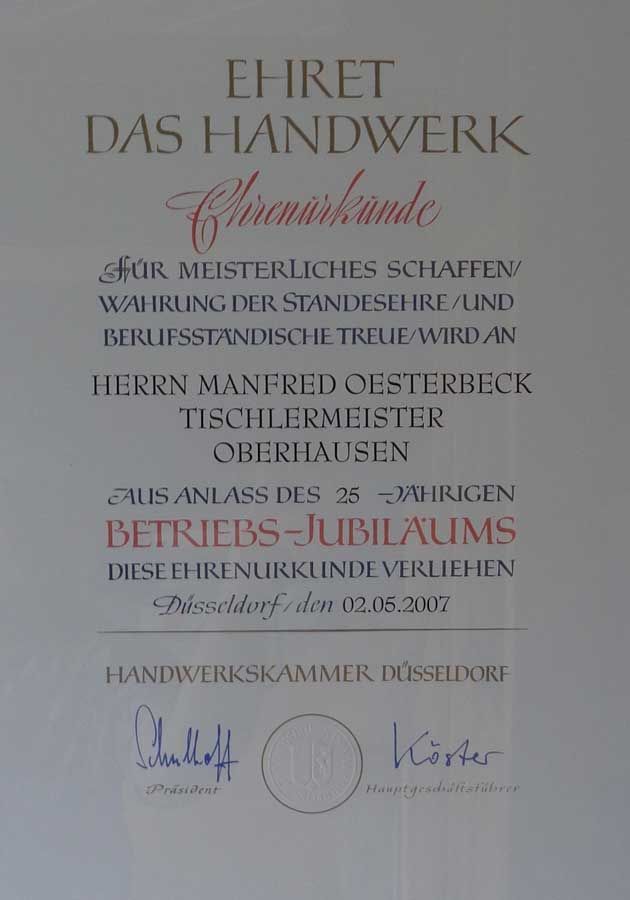 EHRET
DAS HANDWERK
Ehrenurkunde
FÜR MEISTERLICHES SCHAFFEN/
WAHRUNG DER STANDESEHRE/UND
BERUFSSTÄNDISCHE TREUE/WIRD AN
HERRN MANFRED OESTERBECK
TISCHLERMEISTER
OBERHAUSEN
AUS ANLASS DES 25-JÄHRIGEN
BETRIEBS-JUBILÄUMS
DIESE EHRENURKUNDE VERLIEHEN
Düsseldorf/den 02.05.2007
HANDWERKSKAMMER DÜSSELDORF
Schulhoff Köster
Präsident Hauptgeschäftsführer